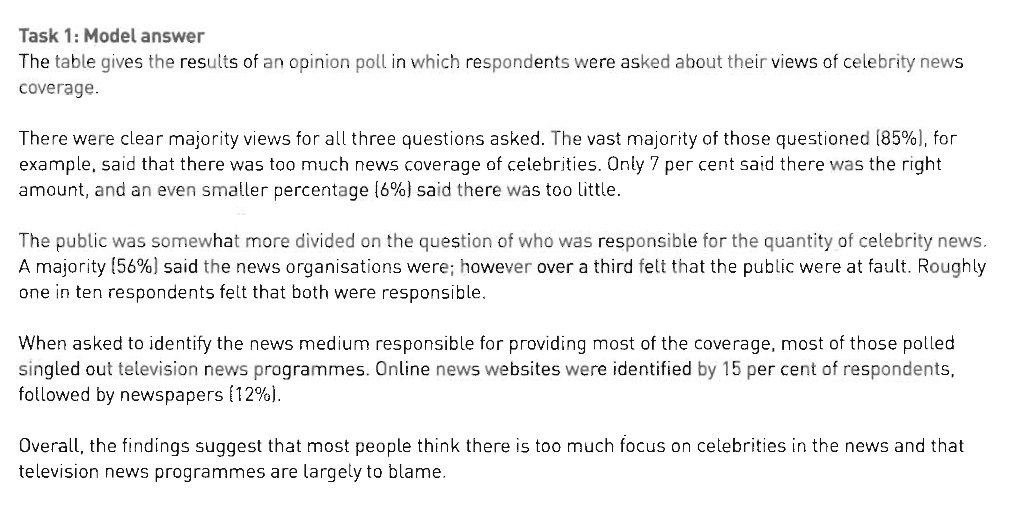 Task 1: Model answer
The table gives the results of an opinion poll in which respondents were asked about their views of celebrity news
coverage.
There were clear majority views for all three questions asked. The vast majority of those questioned (85%), for
example, said that there was too much news coverage of celebrities. Only 7 per cent said there was the right
amount, and an even smaller percentage (6%) said there was too little.
The public was somewhat more divided on the question of who was responsible for the quantity of celebrity news.
A majority (56%) said the news organisations were; however over a third felt that the public were at fault. Roughly
one in ten respondents felt that both were responsible.
When asked to identify the news medium responsible for providing most of the coverage, most of those polled
singled out television news programmes. Online news websites were identified by 15 per cent of respondents,
followed by newspapers (12%).
Overall, the findings suggest that most people think there is too much focus on celebrities in the news and that
television news programmes are largely to blame.